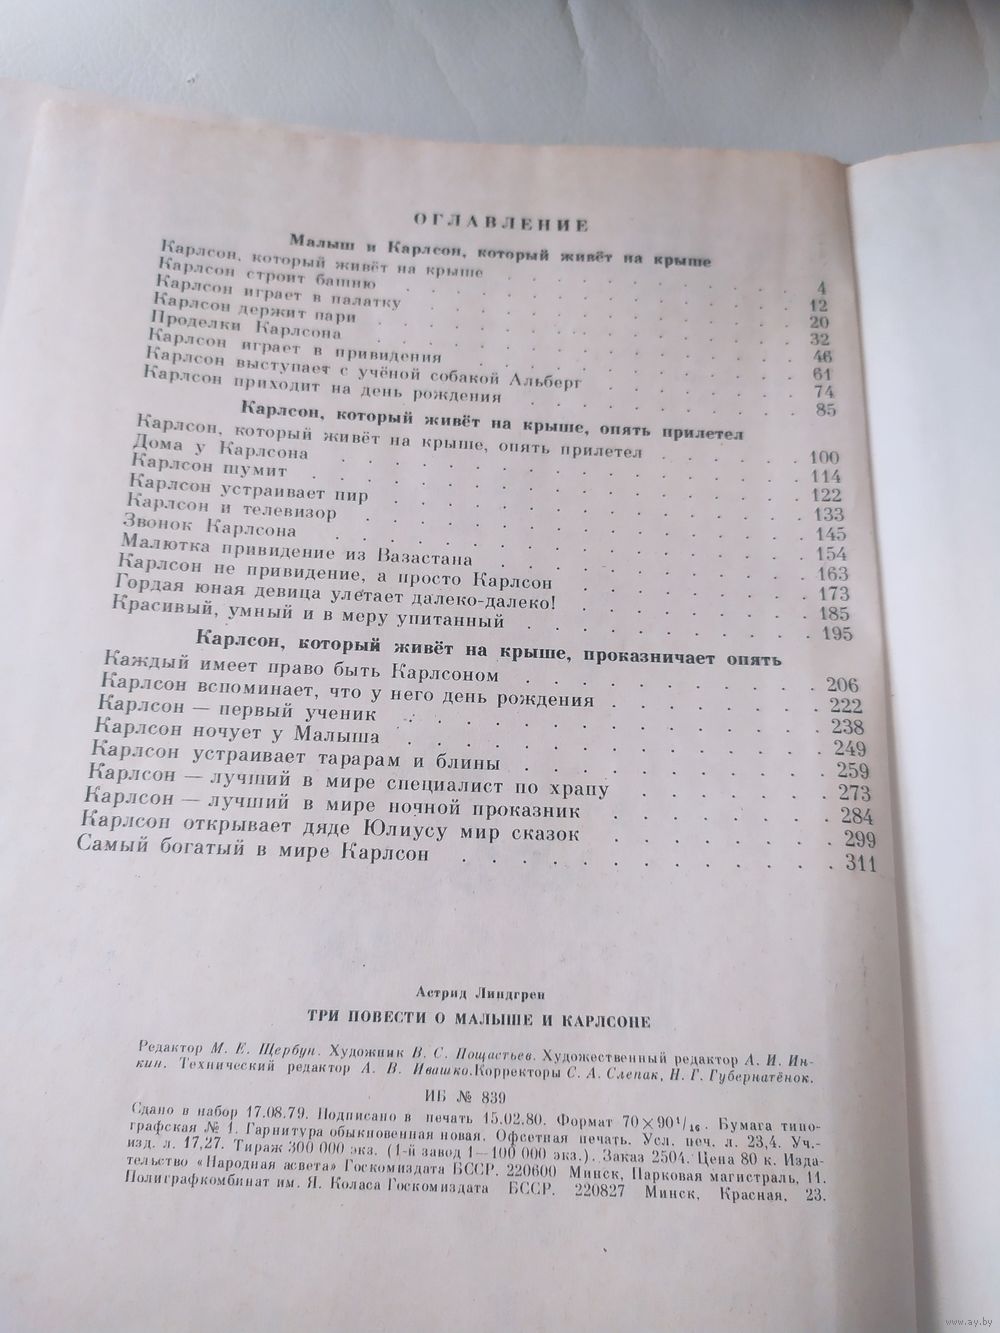 ОГЛАВЛЕНИЕ
Малыш и Карлсон, который живёт на крыше
Карлсон, который живёт на крыше . . . . . . . . . . 4
Карлсон строит башню . . . . . . . . . . 12
Карлсон играет в палатку . . . . . . . . . . 20
Карлсон держит пари . . . . . . . . . . 32
Проделки Карлсона . . . . . . . . . . 46
Карлсон играет в привидения . . . . . . . . . . 61
Карлсон выступает с учёной собакой Альберг . . . . . . 74
Карлсон приходит на день рождения . . . . . . . . 85
Карлсон, который живёт на крыше, опять прилетел
Карлсон, который живёт на крыше, опять прилетел . . . . . . 100
Дома у Карлсона . . . . . . . . . . 114
Карлсон шумит . . . . . . . . . . 122
Карлсон устраивает пир . . . . . . . . . . 133
Карлсон и телевизор . . . . . . . . . . 145
Звонок Карлсона . . . . . . . . . . 154
Малютка привидение из Вазастана . . . . . . . . 163
Карлсон не привидение, а просто Карлсон . . . . . . . 173
Гордая юная девица улетает далеко-далеко! . . . . . . . 185
Красивый, умный и в меру упитанный . . . . . . . . 195
Карлсон, который живёт на крыше, проказничает опять
Каждый имеет право быть Карлсоном . . . . . . . . 206
Карлсон вспоминает, что у него день рождения . . . . . . 222
Карлсон — первый ученик . . . . . . . . . . 238
Карлсон ночует у Малыша . . . . . . . . . . 249
Карлсон устраивает тарарам и блины . . . . . . . . 259
Карлсон — лучший в мире специалист по храпу . . . . . . 273
Карлсон — лучший в мире ночной проказник . . . . . . 284
Карлсон открывает дяде Юлиусу мир сказок . . . . . . 299
Самый богатый в мире Карлсон . . . . . . . . . 311
Астрид Линдгрен
ТРИ ПОВЕСТИ О МАЛЫШЕ И КАРЛСОНЕ
Редактор М. Е. Щербун. Художник В. С. Пощастьев. Художественный редактор А. И. Ин-
кин. Технический редактор А. В. Ивашко. Корректоры С. А. Слепак, Н. Г. Губернатёнок.
ИБ № 839
Сдано в набор 17.08.79. Подписано в печать 15.02.80. Формат 70×90 1/16. Бумага типо-
графская № 1. Гарнитура обыкновенная новая. Офсетная печать. Усл. печ. л. 23,4. Уч.-
изд. л. 17,27. Тираж 300 000 экз. (1-й завод 1—100 000 экз.). Заказ 2504. Цена 80 к. Изда-
тельство «Народная асвета» Госкомиздата БССР. 220600 Минск, Парковая магистраль, 11.
Полиграфкомбинат им. Я. Коласа Госкомиздата БССР. 220827 Минск, Красная, 23.
www.ay.by